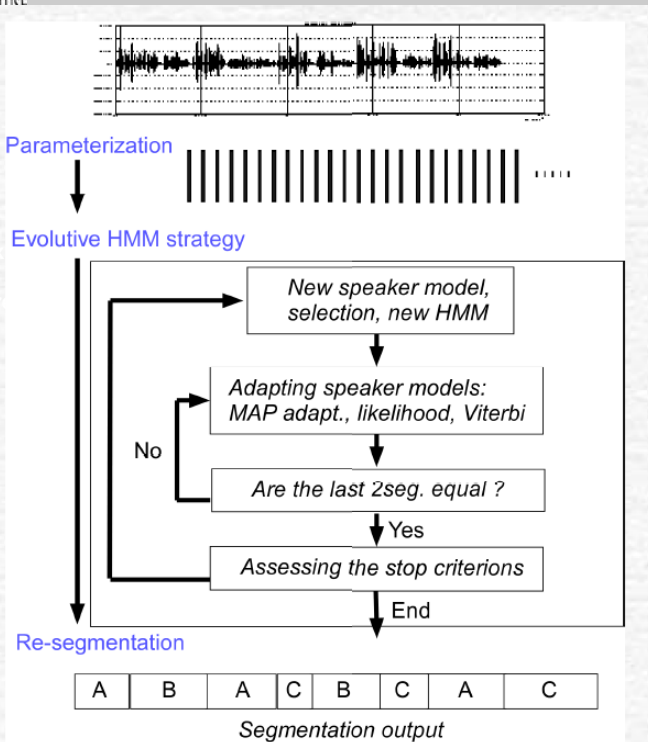 Parameterization
Evolutive HMM strategy
New speaker model,
selection, new HMM
Adapting speaker models:
MAP adapt., likelihood, Viterbi
No
Are the last 2seg. equal ?
Yes
Assessing the stop criterions
End
Re-segmentation
A B A C B C A C
Segmentation output